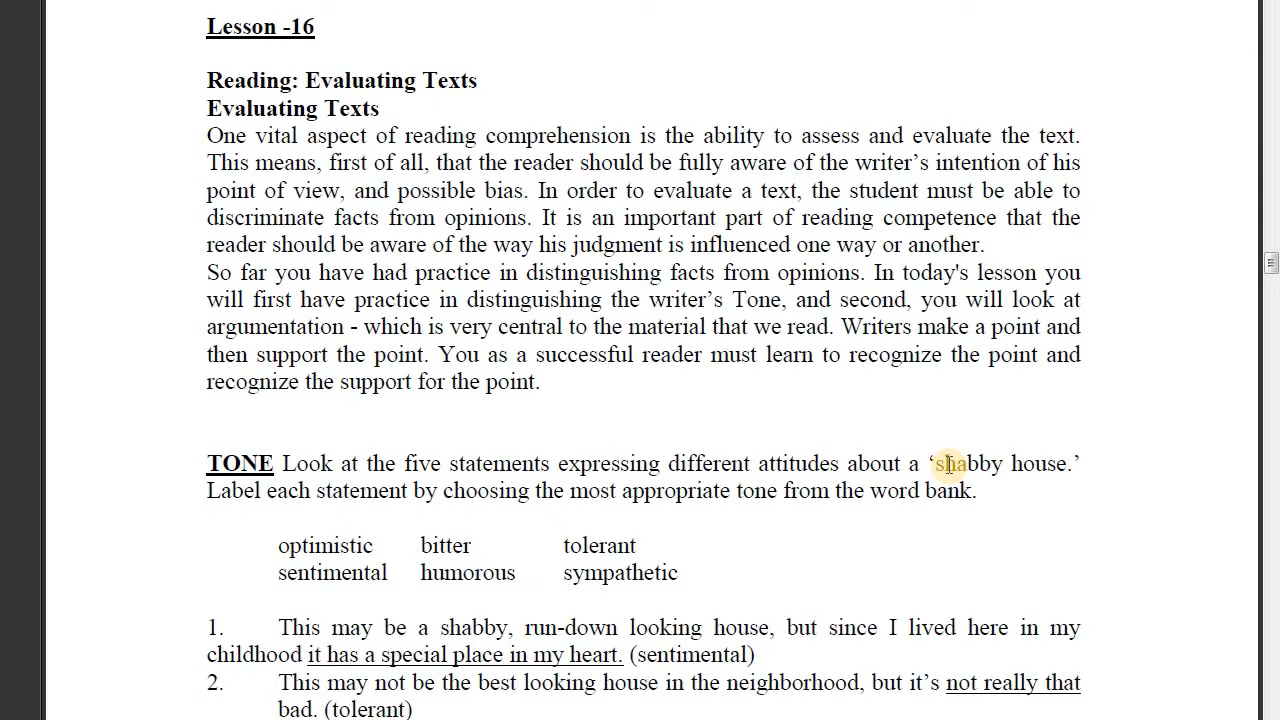 Lesson -16
Reading: Evaluating Texts
Evaluating Texts
One vital aspect of reading comprehension is the ability to assess and evaluate the text.
This means, first of all, that the reader should be fully aware of the writer’s intention of his
point of view, and possible bias. In order to evaluate a text, the student must be able to
discriminate facts from opinions. It is an important part of reading competence that the
reader should be aware of the way his judgment is influenced one way or another.
So far you have had practice in distinguishing facts from opinions. In today's lesson you
will first have practice in distinguishing the writer’s Tone, and second, you will look at
argumentation - which is very central to the material that we read. Writers make a point and
then support the point. You as a successful reader must learn to recognize the point and
recognize the support for the point.
TONE Look at the five statements expressing different attitudes about a ‘shabby house.’
Label each statement by choosing the most appropriate tone from the word bank.
optimistic bitter tolerant
sentimental humorous sympathetic
1. This may be a shabby, run-down looking house, but since I lived here in my
childhood it has a special place in my heart. (sentimental)
2. This may not be the best looking house in the neighborhood, but it’s not really that
bad. (tolerant)